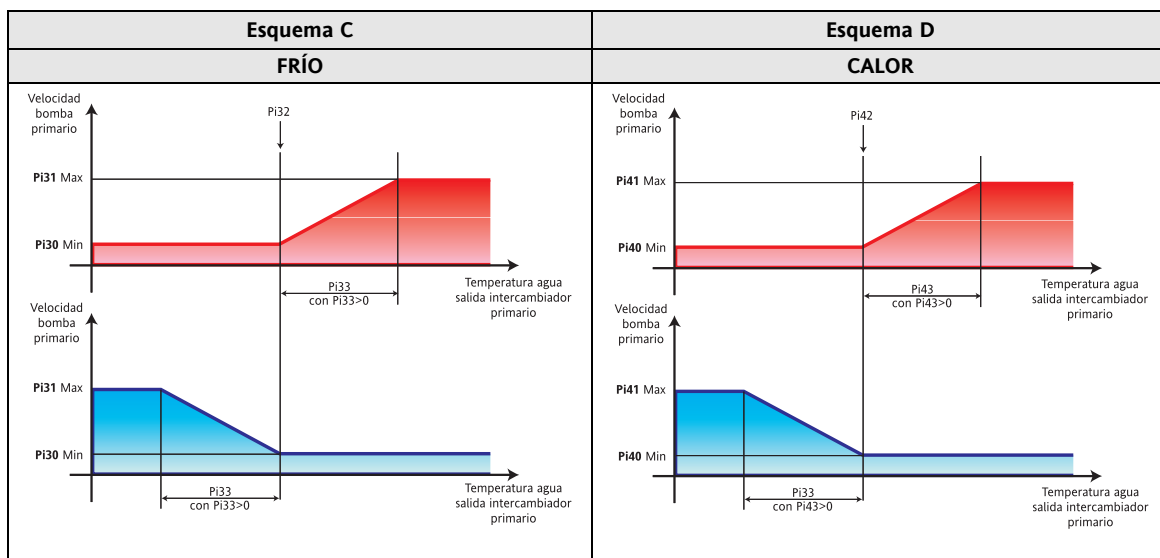 Esquema C
Esquema D
FRÍO
CALOR
Velocidad
bomba
primario
Pi32
Pi31 Max
Pi30 Min
Pi33
con Pi33>0
Temperatura agua
salida intercambiador
primario
Velocidad
bomba
primario
Pi31 Max
Pi30 Min
Pi33
con Pi33>0
Temperatura agua
salida intercambiador
primario
Velocidad
bomba
primario
Pi42
Pi41 Max
Pi40 Min
Pi43
con Pi43>0
Temperatura agua
salida intercambiador
primario
Velocidad
bomba
primario
Pi41 Max
Pi40 Min
Pi33
con Pi43>0
Temperatura agua
salida intercambiador
primario